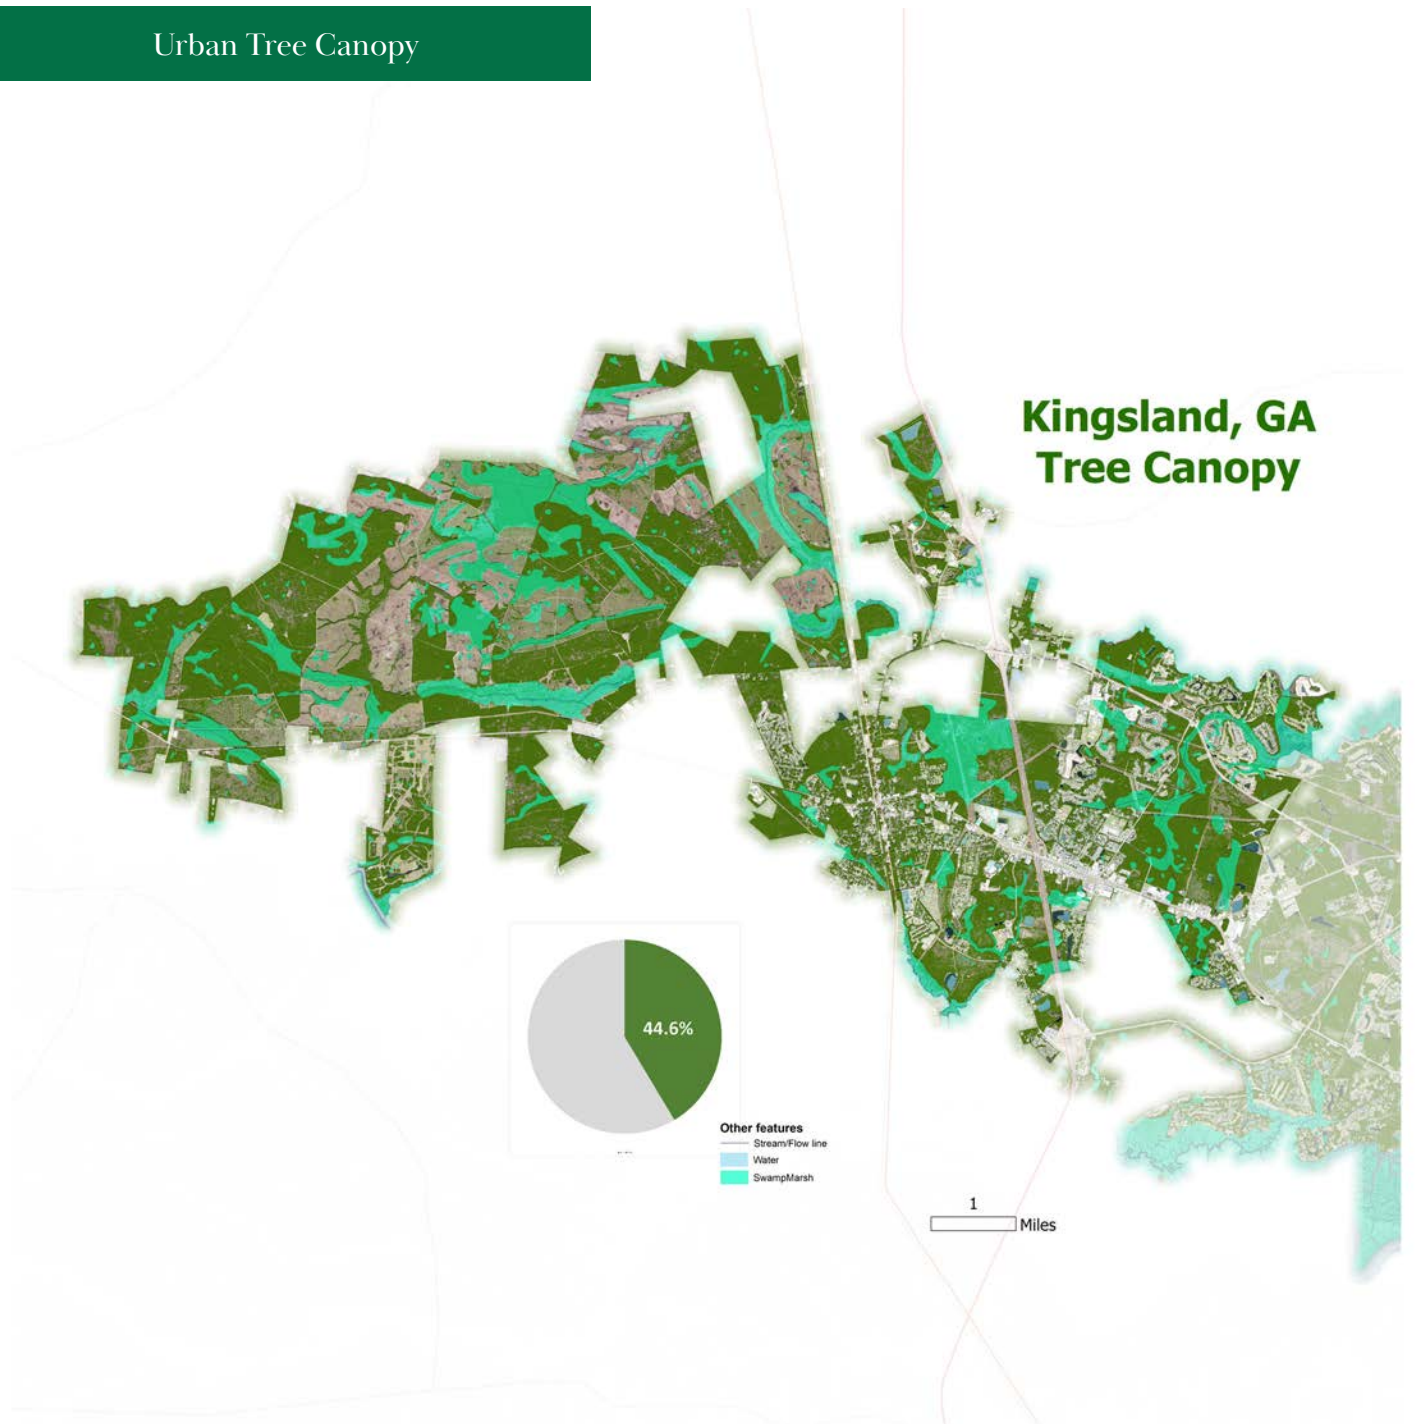 Urban Tree Canopy
Kingsland, GA
Tree Canopy
44.6%
Other features
Stream/Flow line
Water
SwampMarsh
1
Miles